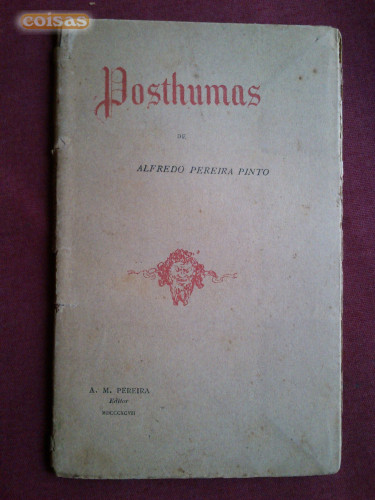 coisas
Posthumas
DE
ALFREDO PEREIRA PINTO
A. M. PEREIRA
Editor